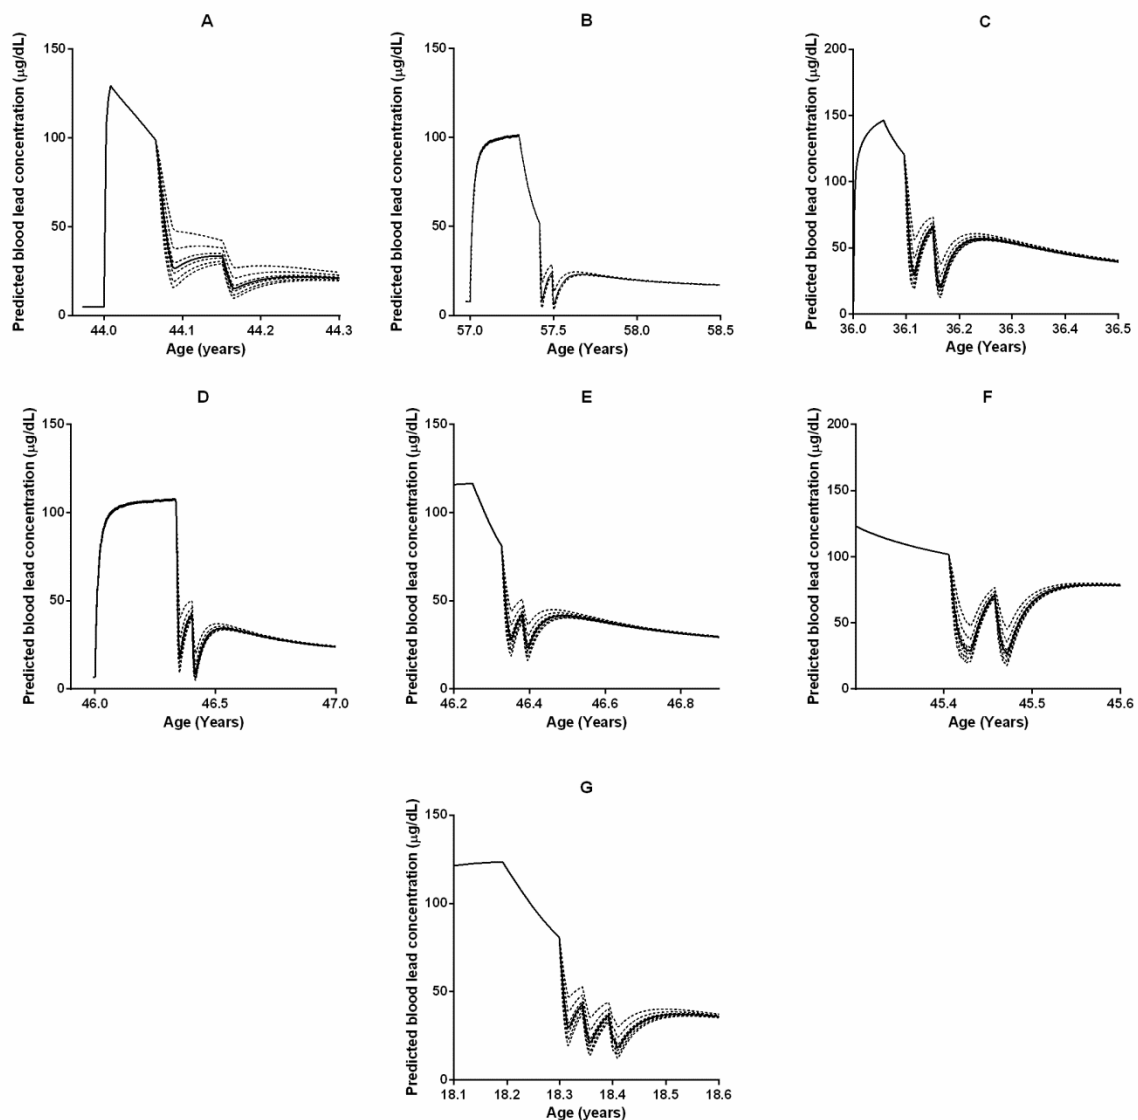 A
Predicted blood lead concentration (μg/dL)
150
100
50
0
44.0 44.1 44.2 44.3
Age (years)
B
Predicted blood lead concentration (μg/dL)
150
100
50
0
57.0 57.5 58.0 58.5
Age (Years)
C
Predicted blood lead concentration (μg/dL)
200
150
100
50
0
36.0 36.1 36.2 36.3 36.4 36.5
Age (Years)
D
Predicted blood lead concentration (μg/dL)
150
100
50
0
46.0 46.5 47.0
Age (Years)
E
Predicted blood lead concentration (μg/dL)
150
100
50
0
46.2 46.4 46.6 46.8
Age (Years)
F
Predicted blood lead concentration (μg/dL)
200
150
100
50
0
45.4 45.5 45.6
Age (Years)
G
Predicted blood lead concentration (μg/dL)
150
100
50
0
18.1 18.2 18.3 18.4 18.5 18.6
Age (years)